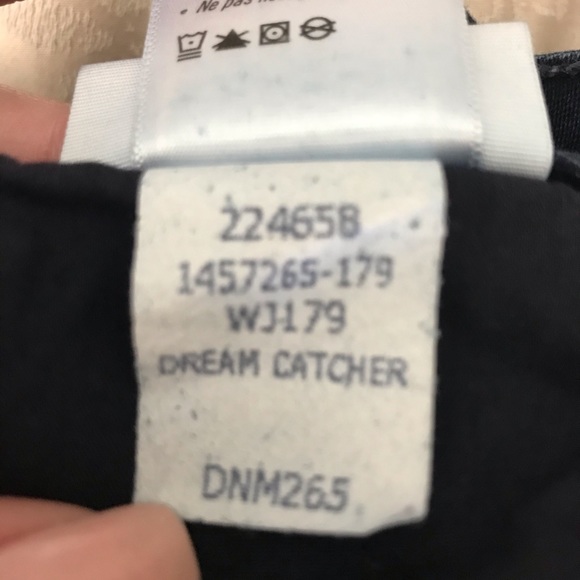 • Ne pas
224658
1457265-179
WJ179
DREAM CATCHER
DNM265